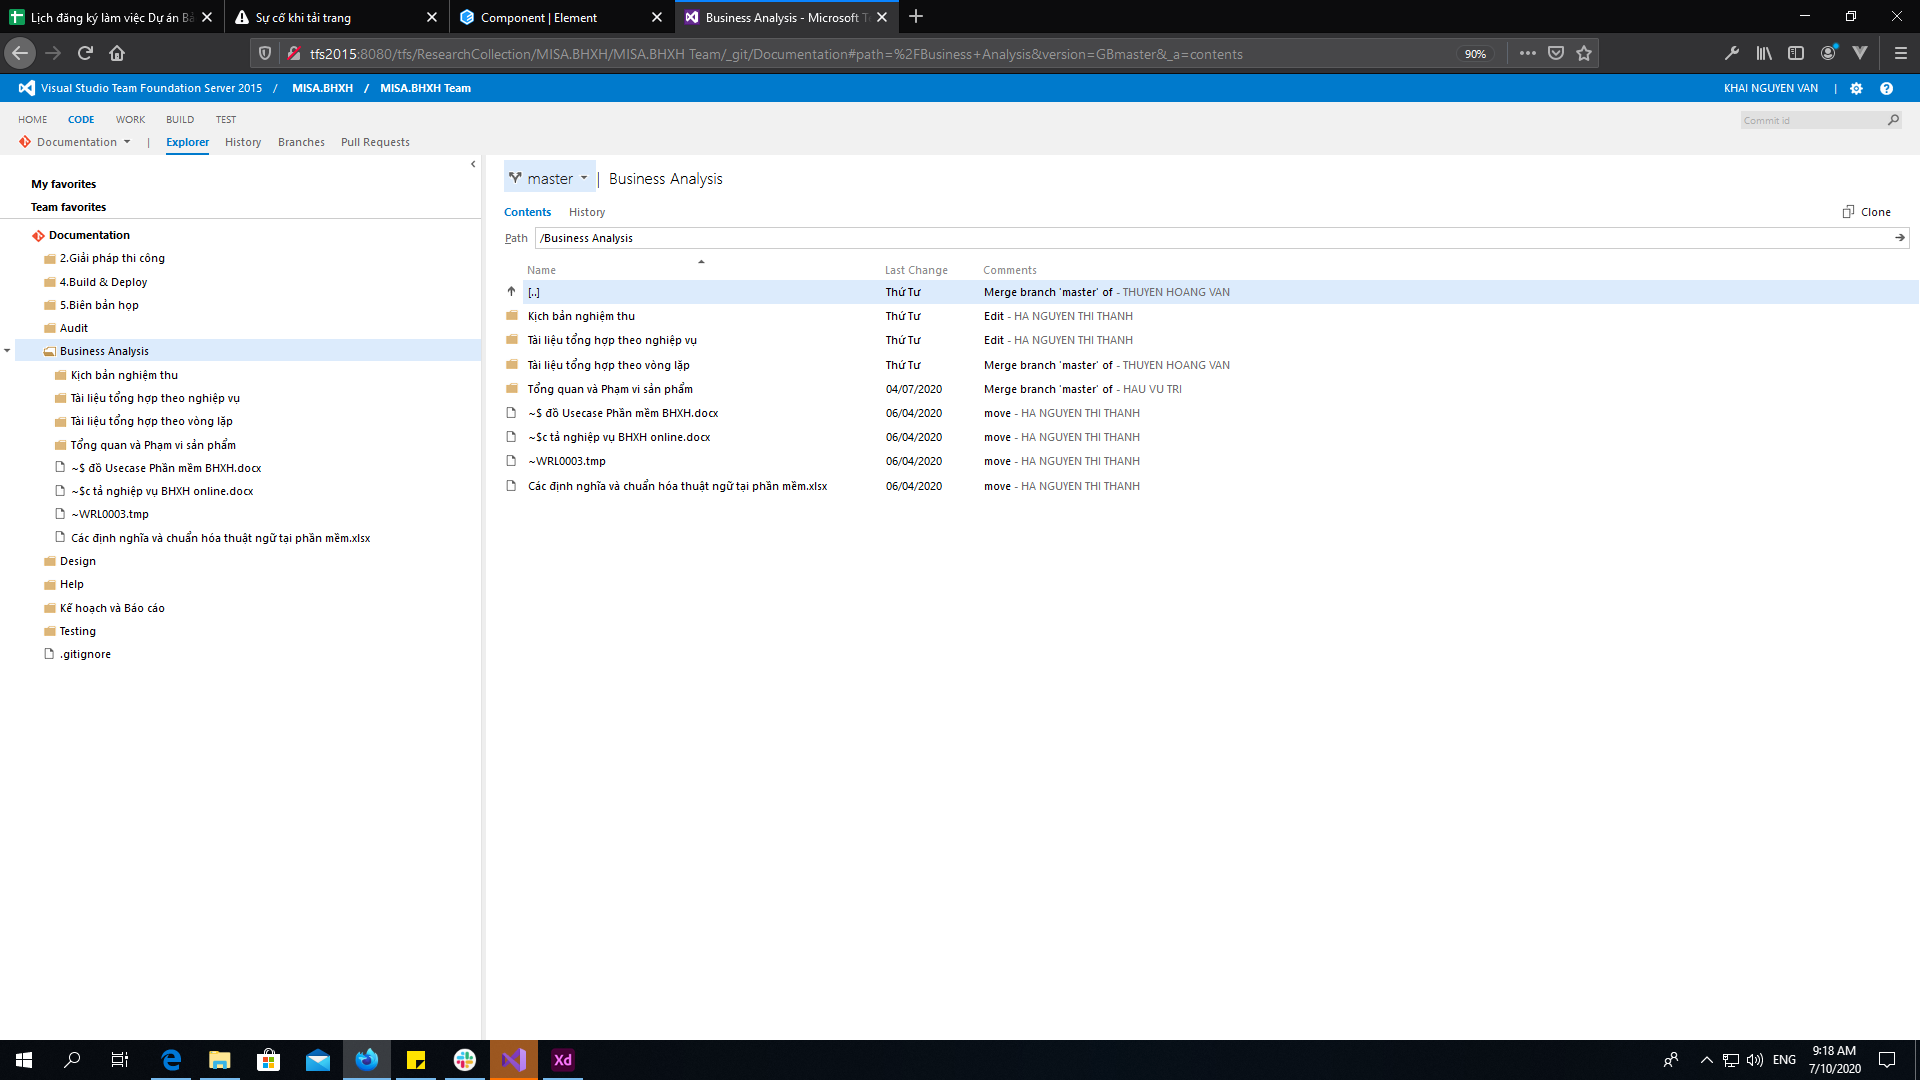 Lịch đăng ký làm việc Dự án Bả
Sự cố khi tải trang
Component | Element
Business Analysis - Microsoft T
tfs2015:8080/tfs/ResearchCollection/MISA.BHXH/MISA.BHXH Team/_git/Documentation#path=%2FBusiness+Analysis&version=GBmaster&_a=contents
90%
Visual Studio Team Foundation Server 2015 / MISA.BHXH / MISA.BHXH Team
KHAI NGUYEN VAN |
HOME CODE WORK BUILD TEST
Commit id
Documentation | Explorer History Branches Pull Requests
My favorites
Team favorites
Documentation
2.Giải pháp thi công
4.Build & Deploy
5.Biên bản họp
Audit
Business Analysis
Kịch bản nghiệm thu
Tài liệu tổng hợp theo nghiệp vụ
Tài liệu tổng hợp theo vòng lặp
Tổng quan và Phạm vi sản phẩm
~$ đồ Usecase Phần mềm BHXH.docx
~$c tả nghiệp vụ BHXH online.docx
~WRL0003.tmp
Các định nghĩa và chuẩn hóa thuật ngữ tại phần mềm.xlsx
Design
Help
Kế hoạch và Báo cáo
Testing
.gitignore
master | Business Analysis
Contents History
Clone
Path /Business Analysis
Name Last Change Comments
[..] Thứ Tư Merge branch 'master' of - THUYEN HOANG VAN
Kịch bản nghiệm thu Thứ Tư Edit - HA NGUYEN THI THANH
Tài liệu tổng hợp theo nghiệp vụ Thứ Tư Edit - HA NGUYEN THI THANH
Tài liệu tổng hợp theo vòng lặp Thứ Tư Merge branch 'master' of - THUYEN HOANG VAN
Tổng quan và Phạm vi sản phẩm 04/07/2020 Merge branch 'master' of - HAU VU TRI
~$ đồ Usecase Phần mềm BHXH.docx 06/04/2020 move - HA NGUYEN THI THANH
~$c tả nghiệp vụ BHXH online.docx 06/04/2020 move - HA NGUYEN THI THANH
~WRL0003.tmp 06/04/2020 move - HA NGUYEN THI THANH
Các định nghĩa và chuẩn hóa thuật ngữ tại phần mềm.xlsx 06/04/2020 move - HA NGUYEN THI THANH
Xd
ENG
9:18 AM
7/10/2020